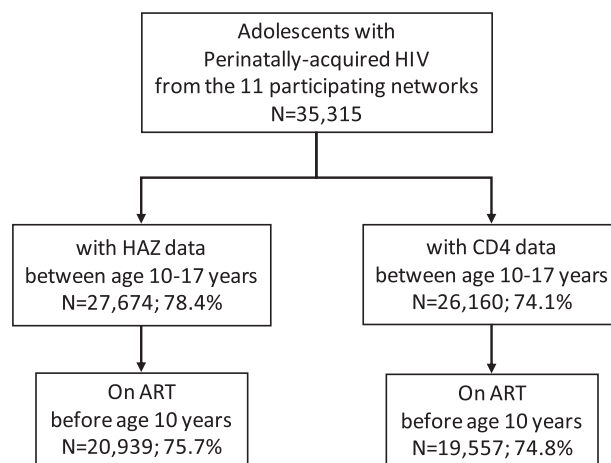 Adolescents with
Perinatally-acquired HIV
from the 11 participating networks
N=35,315
with HAZ data
between age 10-17 years
N=27,674; 78.4%
with CD4 data
between age 10-17 years
N=26,160; 74.1%
On ART
before age 10 years
N=20,939; 75.7%
On ART
before age 10 years
N=19,557; 74.8%